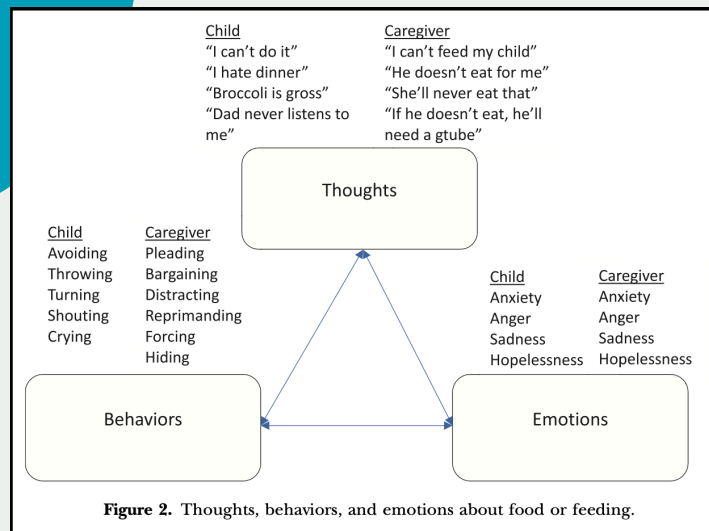 Child
“I can’t do it”
“I hate dinner”
“Broccoli is gross”
“Dad never listens to
me”
Caregiver
“I can’t feed my child”
“He doesn’t eat for me”
“She’ll never eat that”
“If he doesn’t eat, he’ll
need a gtube”
Thoughts
Child
Avoiding
Throwing
Turning
Shouting
Crying
Caregiver
Pleading
Bargaining
Distracting
Reprimanding
Forcing
Hiding
Behaviors
Child
Anxiety
Anger
Sadness
Hopelessness
Caregiver
Anxiety
Anger
Sadness
Hopelessness
Emotions
Figure 2. Thoughts, behaviors, and emotions about food or feeding.